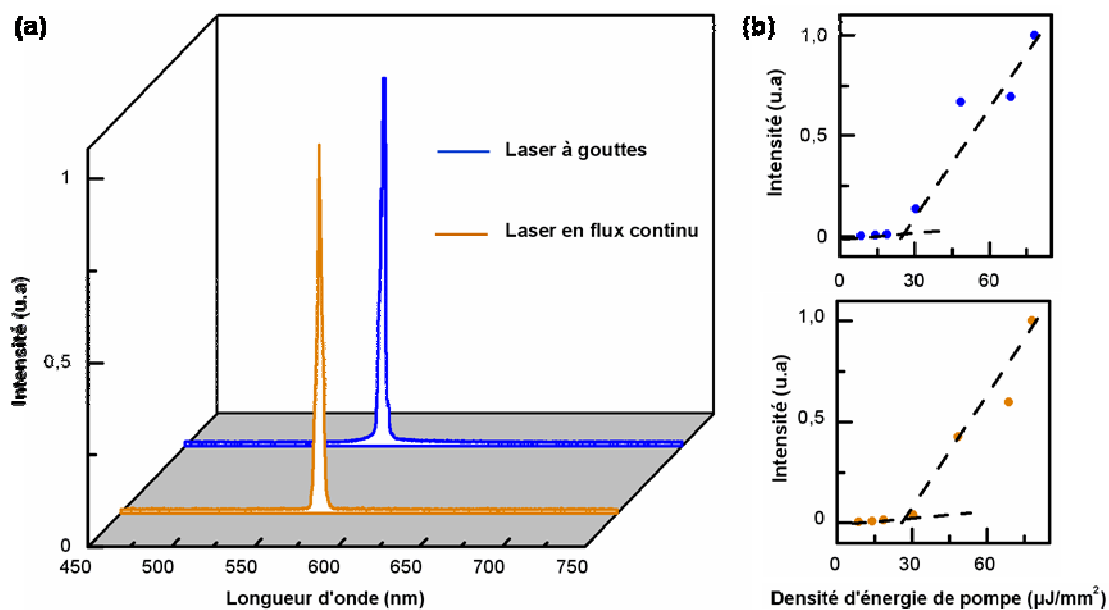 (a)
Intensité (u.a)
1
0,5
0
450 500 550 600 650 700 750
Longueur d'onde (nm)
Laser à gouttes
Laser en flux continu
(b)
Intensité (u.a)
1,0
0,5
0
0 30 60
Intensité (u.a)
1,0
0,5
0
0 30 60
Densité d'énergie de pompe (µJ/mm²)